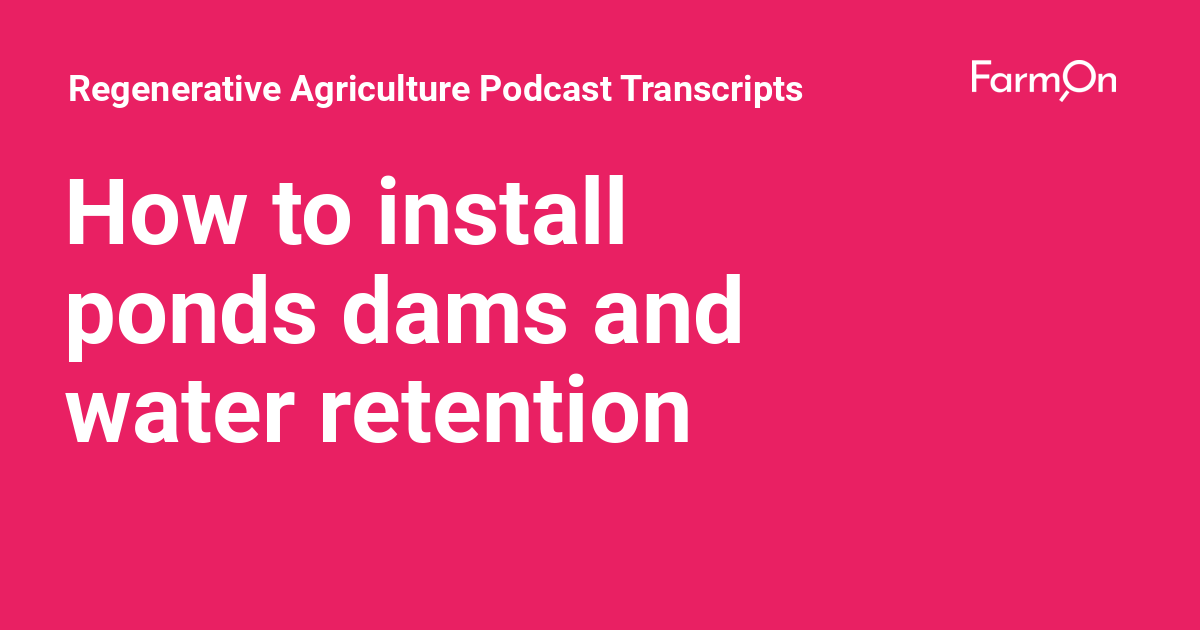 Regenerative Agriculture Podcast Transcripts
FarmOn
How to install
ponds dams and
water retention